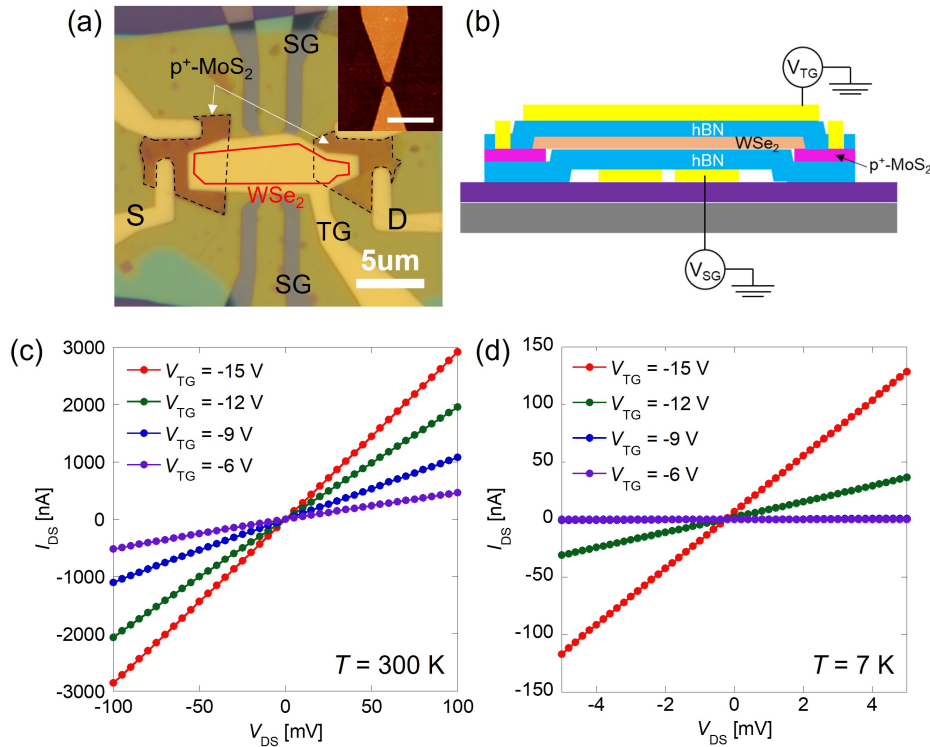 (a)
SG
p⁺-MoS₂
WSe₂
S
TG
D
SG
5um
(b)
V_TG
hBN
WSe₂
hBN
p⁺-MoS₂
V_SG
(c)
3000
2000
1000
0
-1000
-2000
-3000
I_DS [nA]
V_TG = -15 V
V_TG = -12 V
V_TG = -9 V
V_TG = -6 V
T = 300 K
-100
-50
0
50
100
V_DS [mV]
(d)
150
100
50
0
-50
-100
-150
I_DS [nA]
V_TG = -15 V
V_TG = -12 V
V_TG = -9 V
V_TG = -6 V
T = 7 K
-4
-2
0
2
4
V_DS [mV]